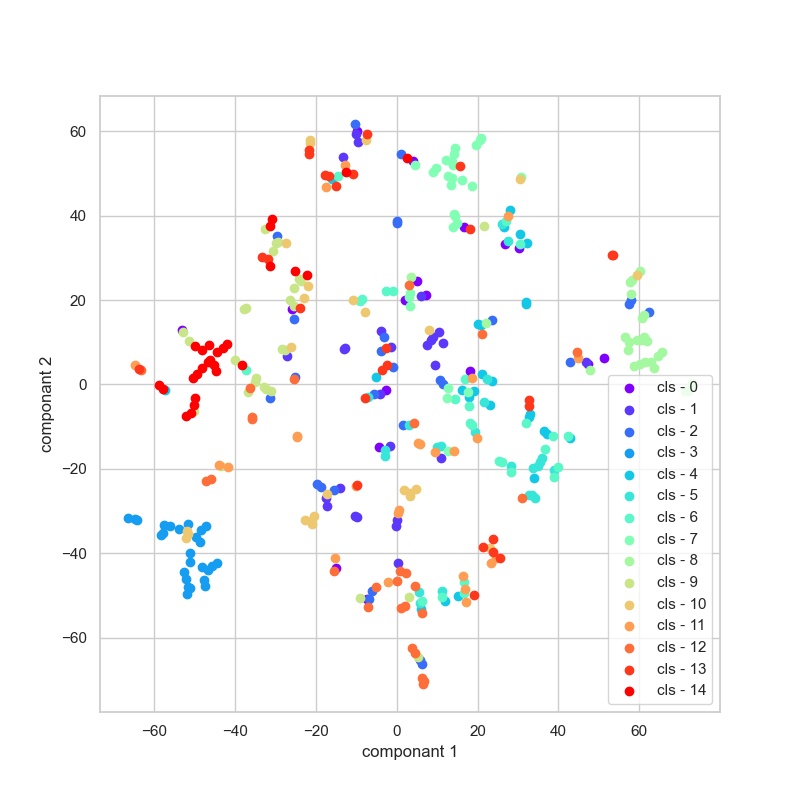 60
40
20
0
−20
−40
−60
componant 2
−60
−40
−20
0
20
40
60
componant 1
cls - 0
cls - 1
cls - 2
cls - 3
cls - 4
cls - 5
cls - 6
cls - 7
cls - 8
cls - 9
cls - 10
cls - 11
cls - 12
cls - 13
cls - 14